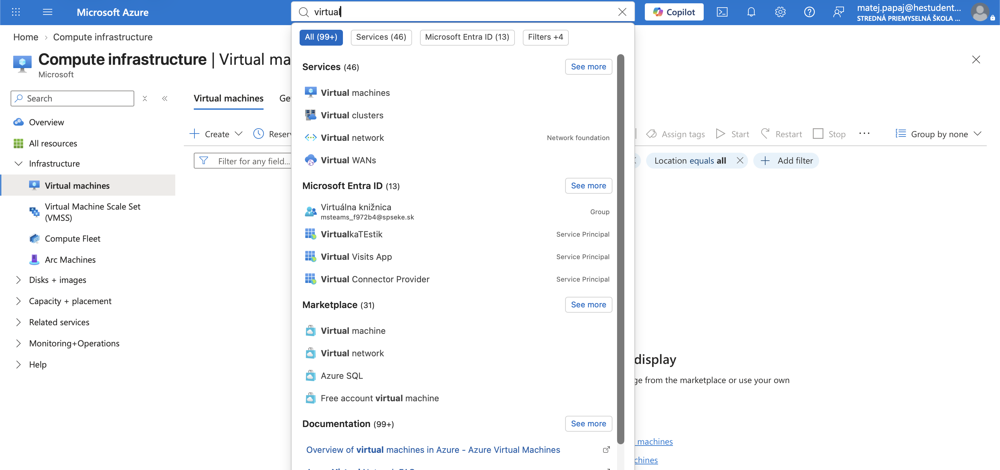 Microsoft Azure
virtual
Copilot
matej.papaj@hestudent...
STREDNÁ PRIEMYSELNÁ ŠKOLA ...
Home > Compute infrastructure
Compute infrastructure | Virtual ma
Microsoft
Search
Overview
All resources
Infrastructure
Virtual machines
Virtual Machine Scale Set
(VMSS)
Compute Fleet
Arc Machines
Disks + images
Capacity + placement
Related services
Monitoring+Operations
Help
Virtual machines
Ge
Create
Reser
Filter for any field...
All (99+)
Services (46)
Microsoft Entra ID (13)
Filters +4
Services (46)
See more
Virtual machines
Virtual clusters
Virtual network
Network foundation
Virtual WANs
Microsoft Entra ID (13)
See more
Virtuálna knižnica
msteams_f972b4@spseke.sk
Group
VirtualkaTEstik
Service Principal
Virtual Visits App
Service Principal
Virtual Connector Provider
Service Principal
Marketplace (31)
See more
Virtual machine
Virtual network
Azure SQL
Free account virtual machine
Documentation (99+)
See more
Overview of virtual machines in Azure - Azure Virtual Machines
Assign tags
Start
Restart
Stop
Group by none
Location equals all
Add filter
display
ge from the marketplace or use your own
machines
chines